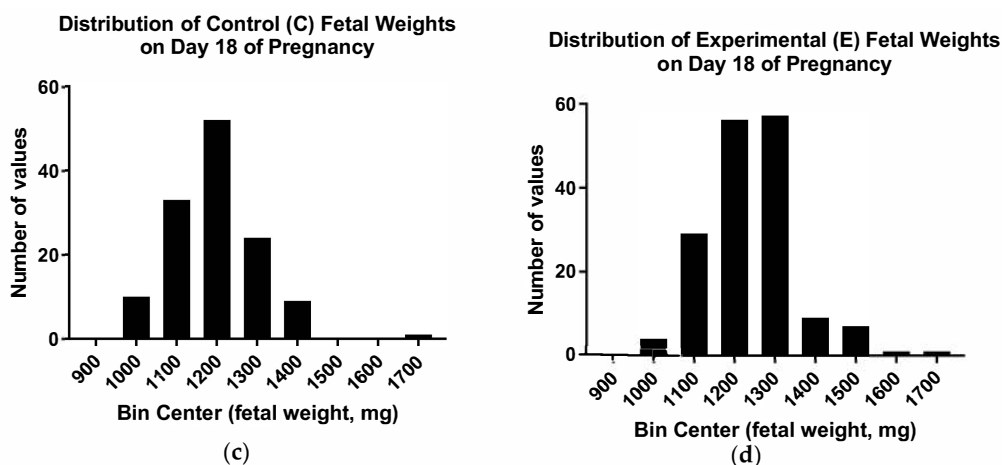 Distribution of Control (C) Fetal Weights
on Day 18 of Pregnancy
60
40
20
0
Number of values
900
1000
1100
1200
1300
1400
1500
1600
1700
Bin Center (fetal weight, mg)
(c)
Distribution of Experimental (E) Fetal Weights
on Day 18 of Pregnancy
60
40
20
0
Number of values
900
1000
1100
1200
1300
1400
1500
1600
1700
Bin Center (fetal weight, mg)
(d)